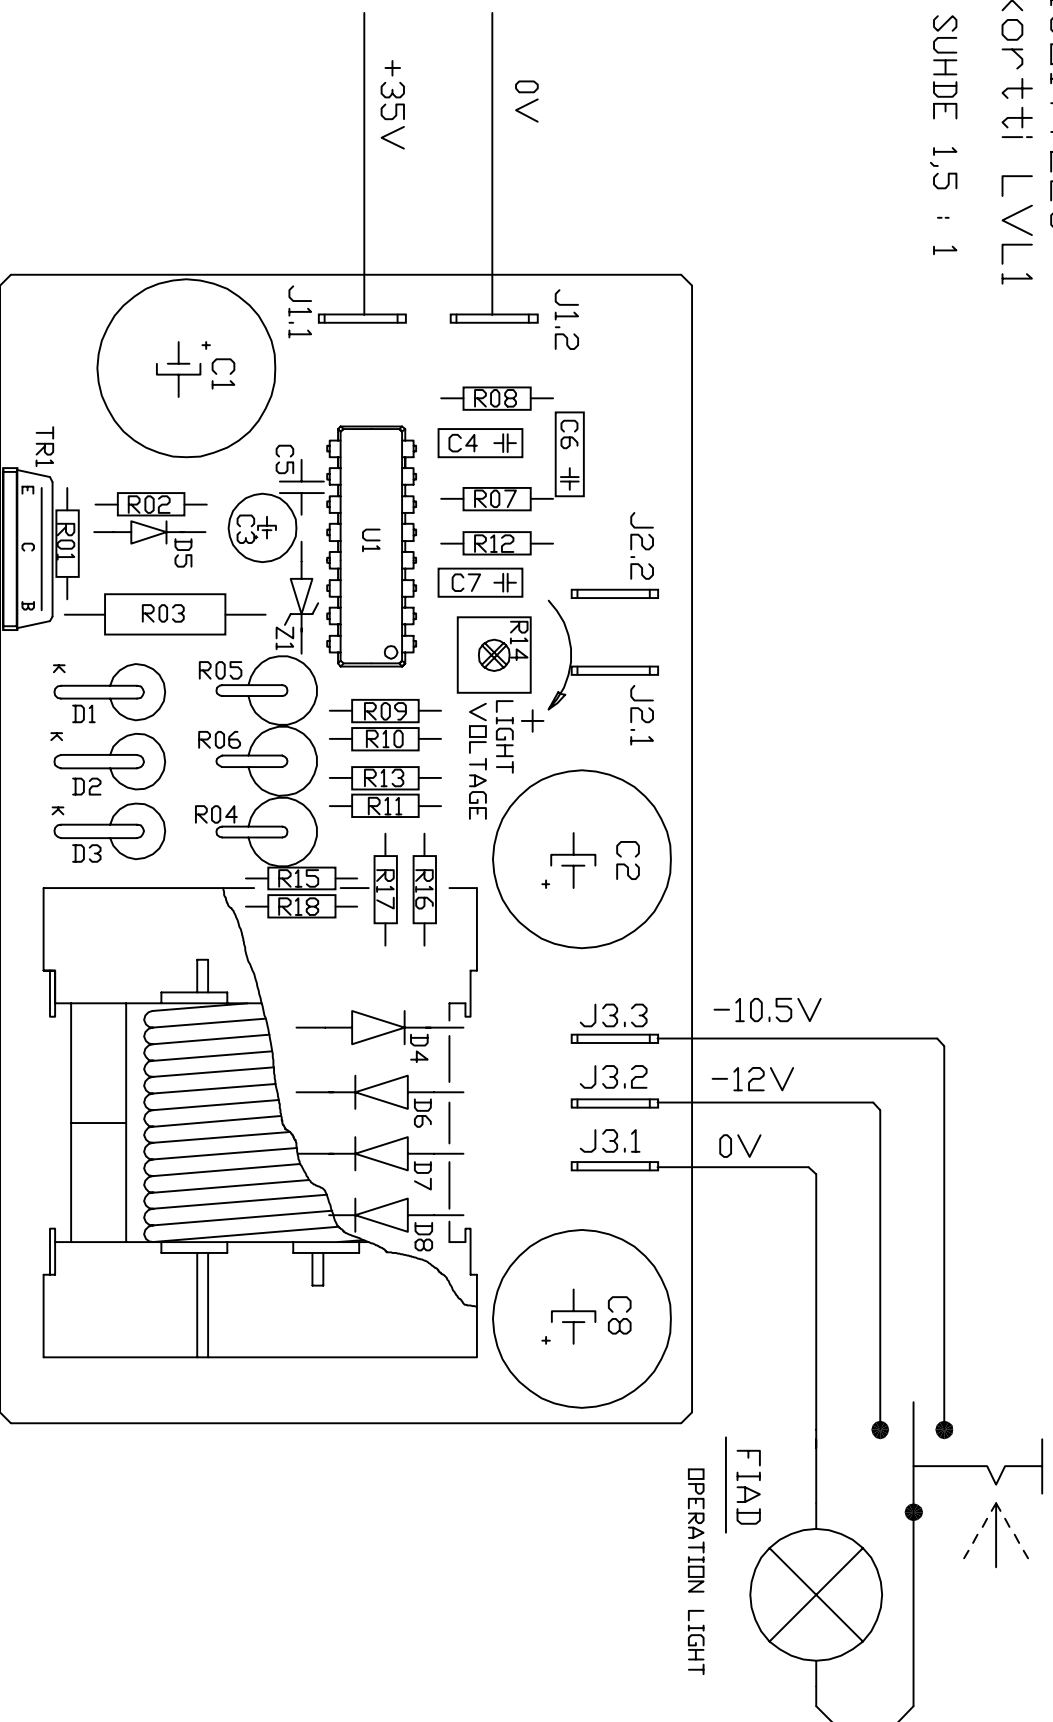 kortti LVL1
SUHDE 1,5 : 1
0V
+35V
J1.2
J1.1
C1
R08
C6
C4
R07
R12
C7
C5
U1
C3
TR1
E
C
B
R01
R02
D5
R03
Z1
J2.2
R14
J2.1
+
LIGHT
VOLTAGE
R05
R06
R04
K
D1
K
D2
K
D3
R09
R10
R13
R11
R15
R18
R17
R16
C2
D4
D6
D7
D8
J3.3
-10.5V
J3.2
-12V
J3.1
0V
C8
FIAD
OPERATION LIGHT